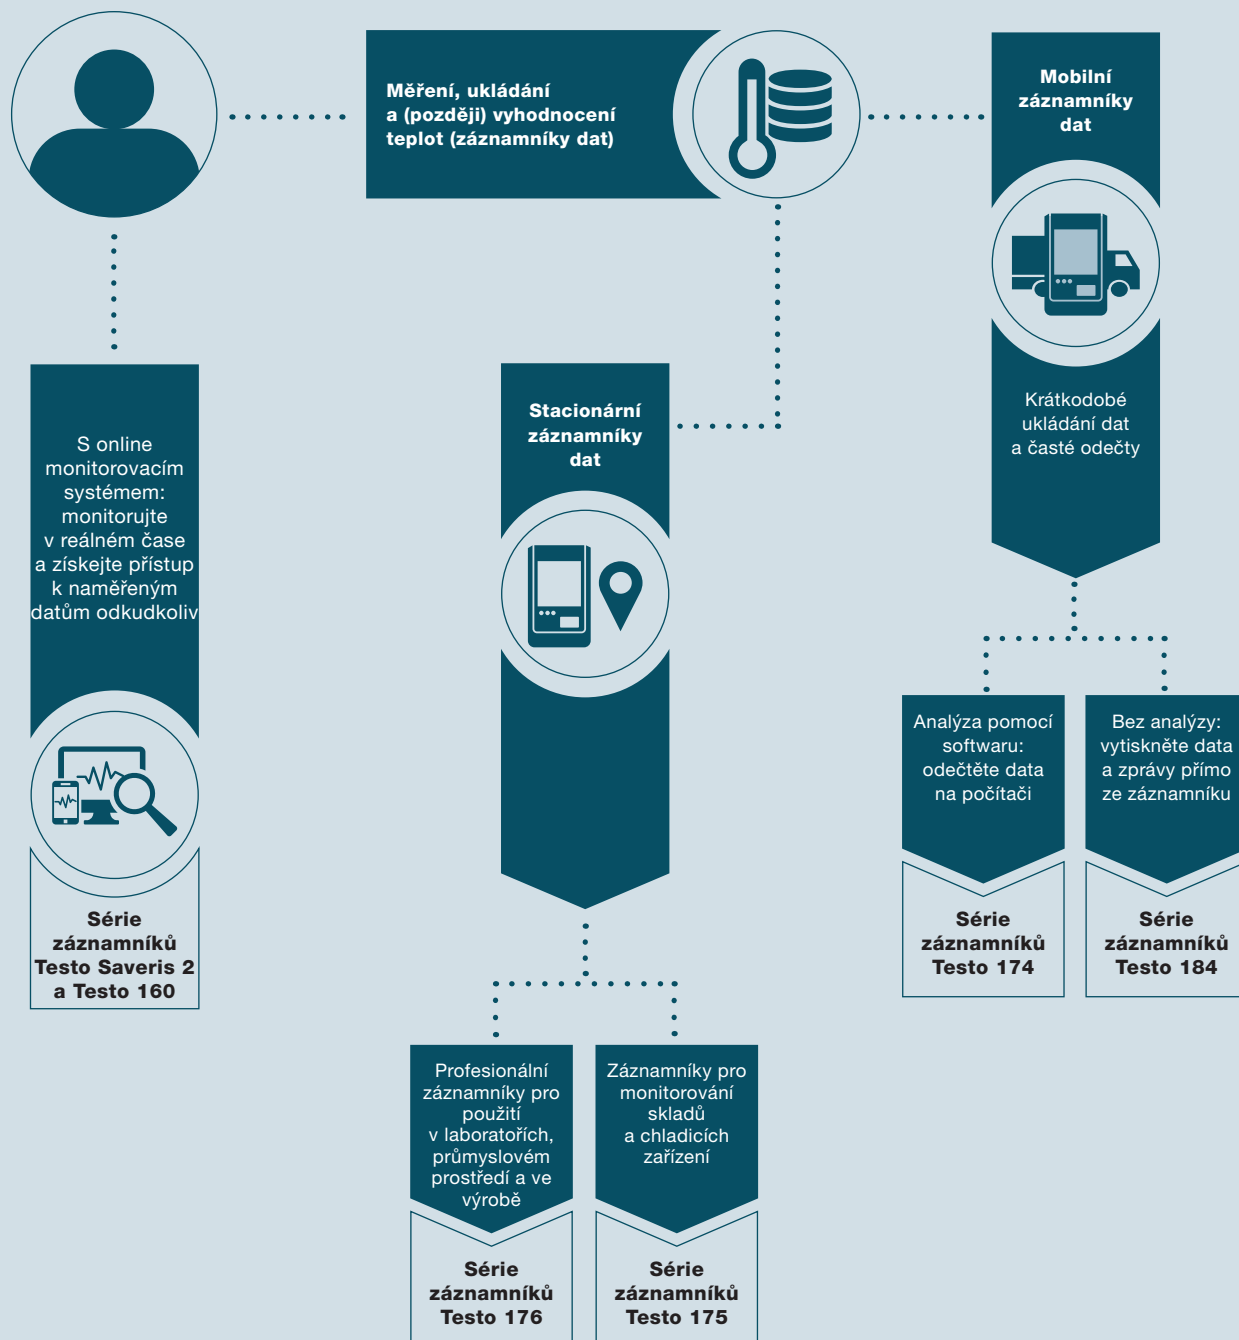 Měření, ukládání
a (později) vyhodnocení
teplot (záznamníky dat)
Mobilní
záznamníky
dat
Krátkodobé
ukládání dat
a časté odečty
Stacionární
záznamníky
dat
S online
monitorovacím
systémem:
monitorujte
v reálném čase
a získejte přístup
k naměřeným
datům odkudkoliv
Série
záznamníků
Testo Saveris 2
a Testo 160
Analýza pomocí
softwaru:
odečtěte data
na počítači
Série
záznamníků
Testo 174
Bez analýzy:
vytiskněte data
a zprávy přímo
ze záznamníku
Série
záznamníků
Testo 184
Profesionální
záznamníky pro
použití
v laboratořích,
průmyslovém
prostředí a ve
výrobě
Série
záznamníků
Testo 176
Záznamníky pro
monitorování
skladů
a chladicích
zařízení
Série
záznamníků
Testo 175